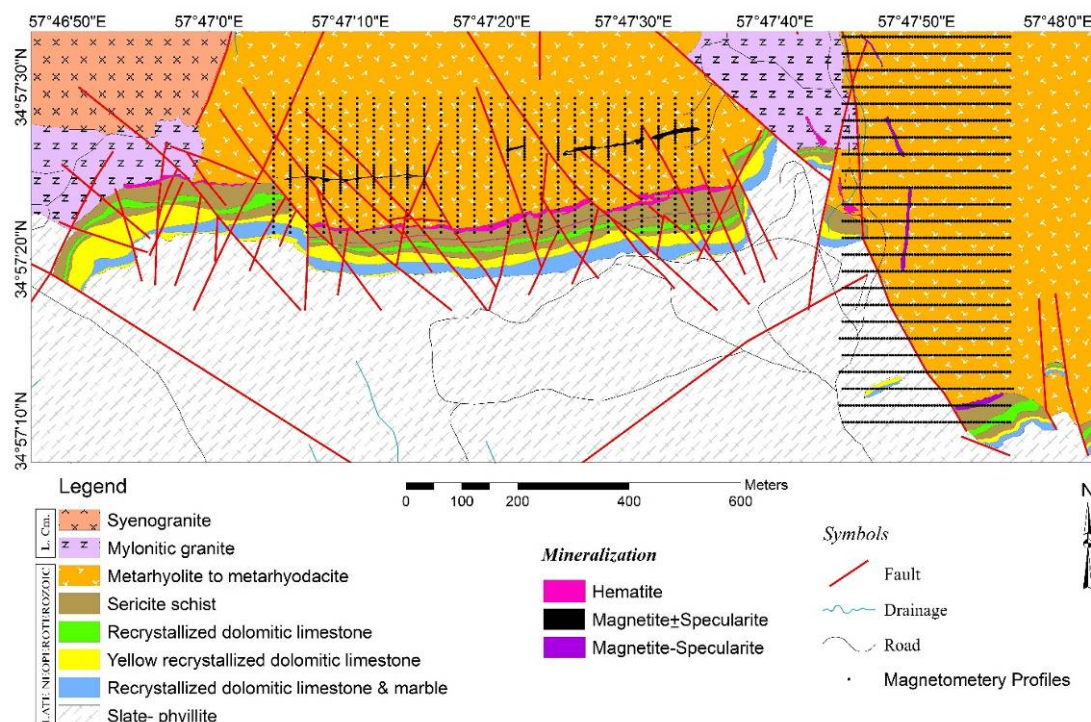 57°46'50"E 57°47'0"E 57°47'10"E 57°47'20"E 57°47'30"E 57°47'40"E 57°47'50"E 57°48'0"E
34°57'30"N
34°57'20"N
34°57'10"N
Legend
L. Cm.
Syenogranite
Mylonitic granite
LATE NEOPEROTEROZOIC
Metarhyolite to metarhyodacite
Sericite schist
Recrystallized dolomitic limestone
Yellow recrystallized dolomitic limestone
Recrystallized dolomitic limestone & marble
Slate- phyllite
Meters
0 100 200 400 600
Mineralization
Hematite
Magnetite±Specularite
Magnetite-Specularite
N
Symbols
Fault
Drainage
Road
Magnetometery Profiles